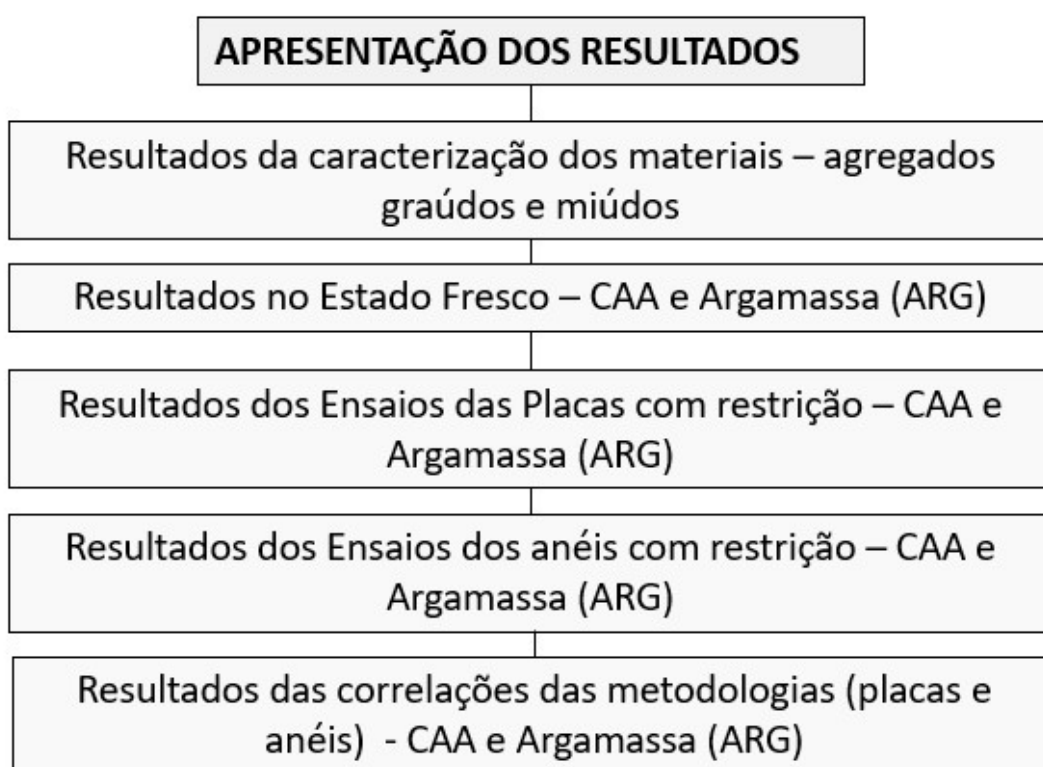 APRESENTAÇÃO DOS RESULTADOS
Resultados da caracterização dos materiais – agregados
graúdos e miúdos
Resultados no Estado Fresco – CAA e Argamassa (ARG)
Resultados dos Ensaios das Placas com restrição – CAA e
Argamassa (ARG)
Resultados dos Ensaios dos anéis com restrição – CAA e
Argamassa (ARG)
Resultados das correlações das metodologias (placas e
anéis)  - CAA e Argamassa (ARG)